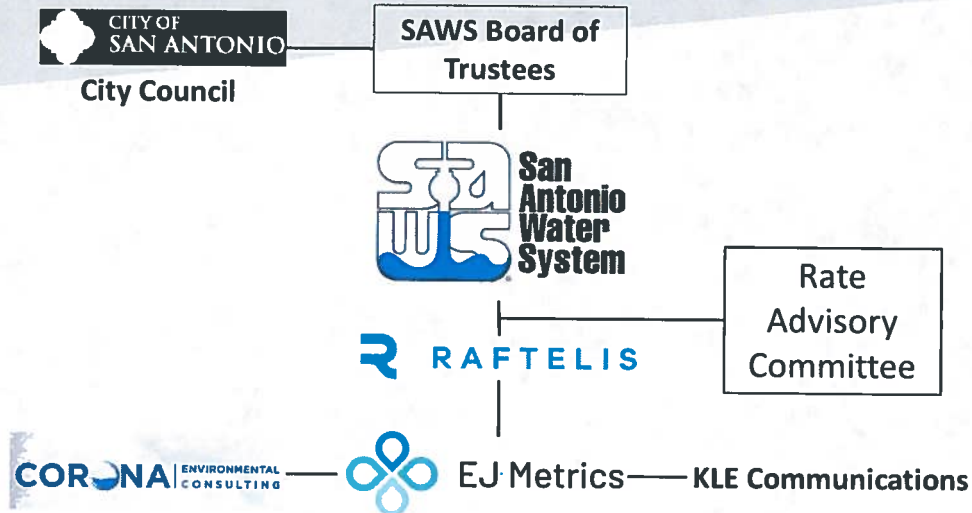 CITY OF
SAN ANTONIO
City Council
SAWS Board of
Trustees
saws
San
Antonio
Water
System
Rate
Advisory
Committee
RAFTELIS
CORONA ENVIRONMENTAL
CONSULTING
EJ Metrics
KLE Communications